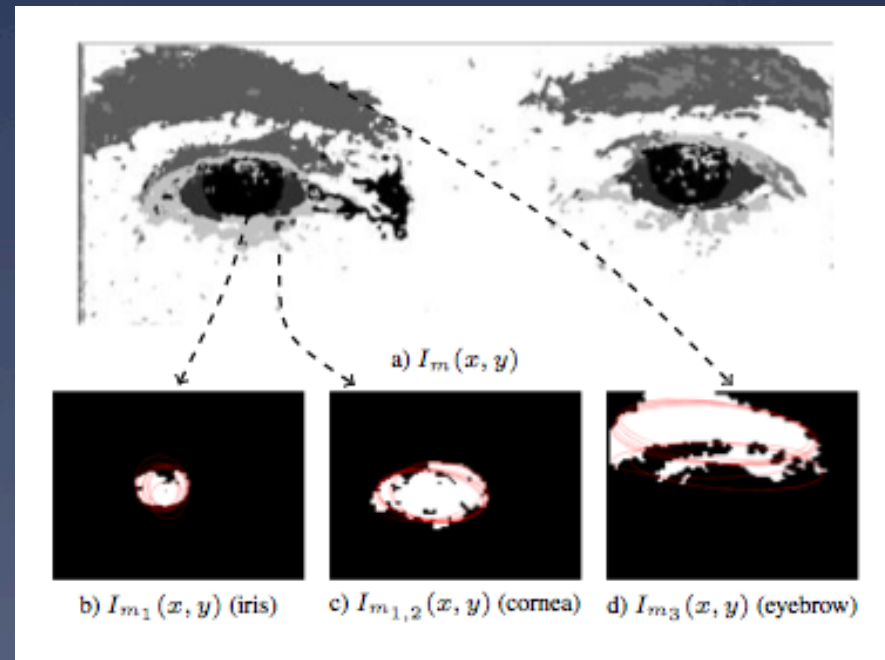 a) I_m(x, y)
b) I_{m_1}(x, y) (iris) c) I_{m_{1,2}}(x, y) (cornea) d) I_{m_3}(x, y) (eyebrow)